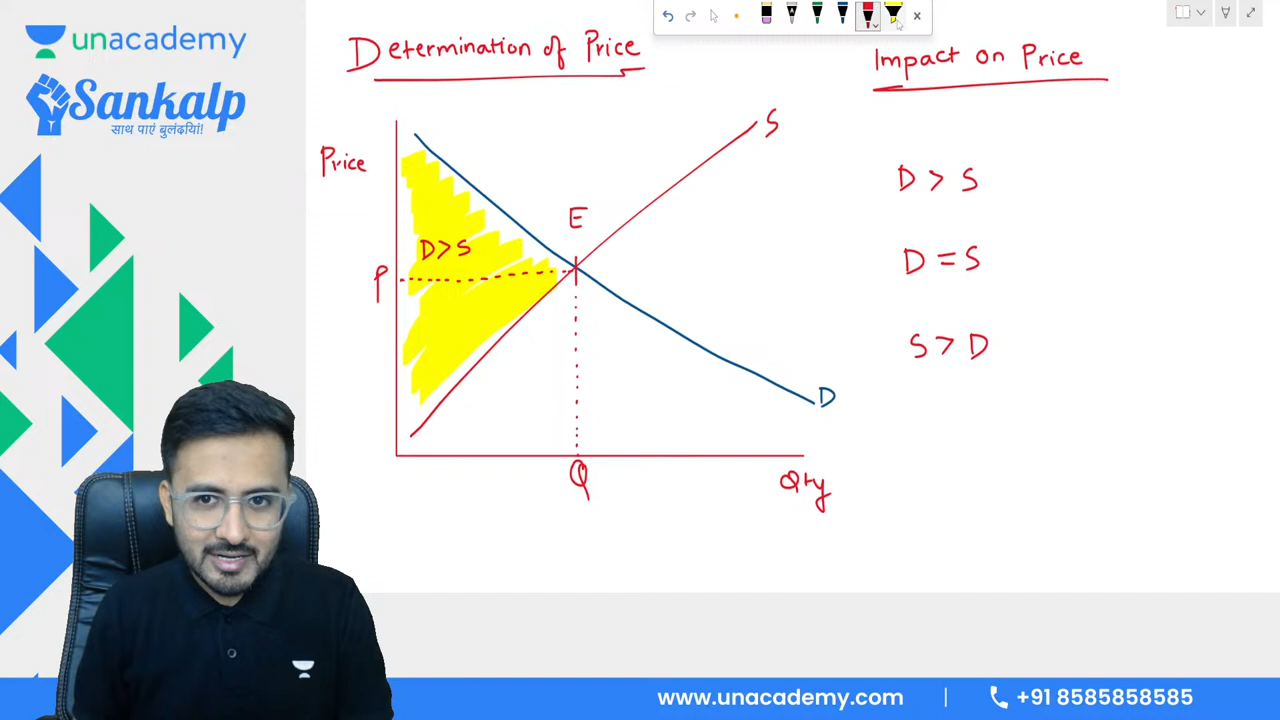 unacademy
Sankalp
साथ पाएं बुलंदियां!
Determination of Price
Impact on Price
Price
S
E
D > S
P
D
Q
Qty
D > S
D = S
S > D
www.unacademy.com | +91 8585858585